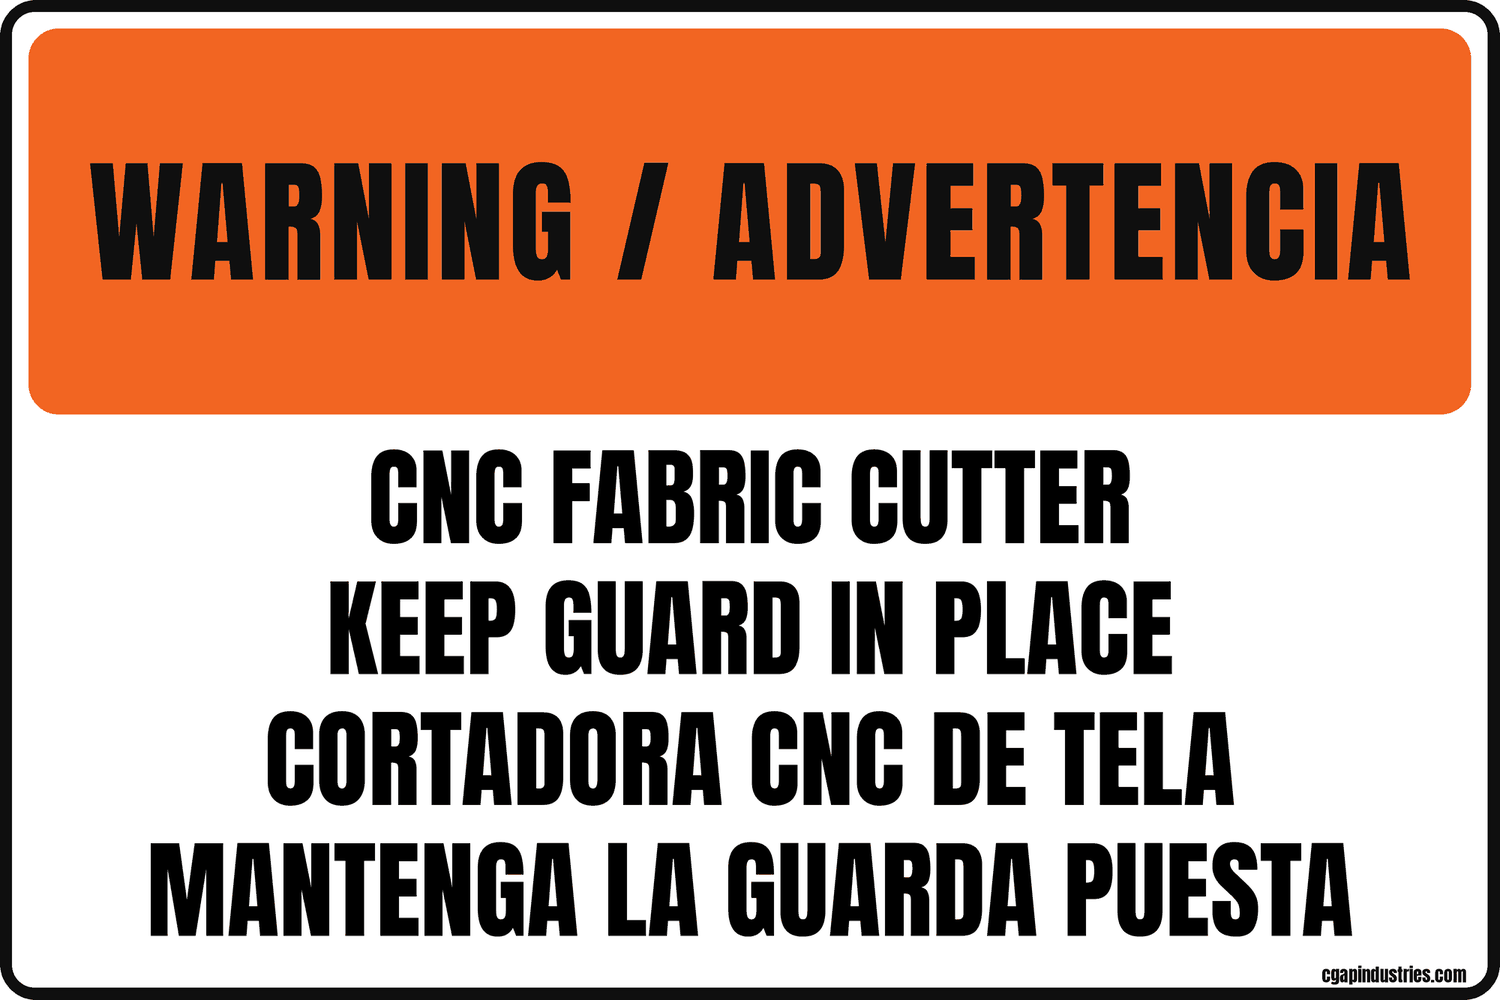 WARNING / ADVERTENCIA
CNC FABRIC CUTTER
KEEP GUARD IN PLACE
CORTADORA CNC DE TELA
MANTENGA LA GUARDA PUESTA
cgapindustries.com